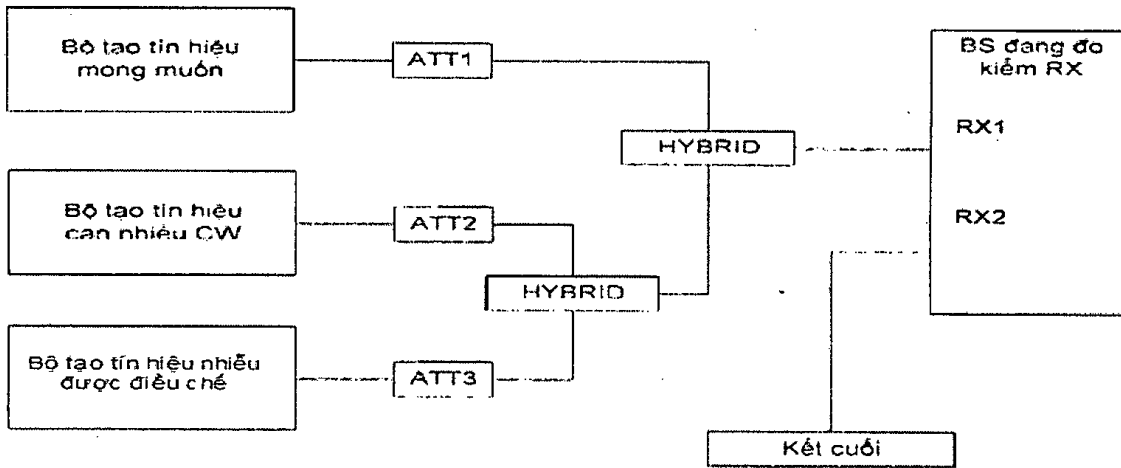 Bộ tạo tín hiệu
mong muốn
ATT1
BS đang đo
kiểm RX
RX1
HYBRID
Bộ tạo tín hiệu
can nhiễu CW
ATT2
RX2
HYBRID
Bộ tạo tín hiệu nhiễu
được điều chế
ATT3
Kết cuối